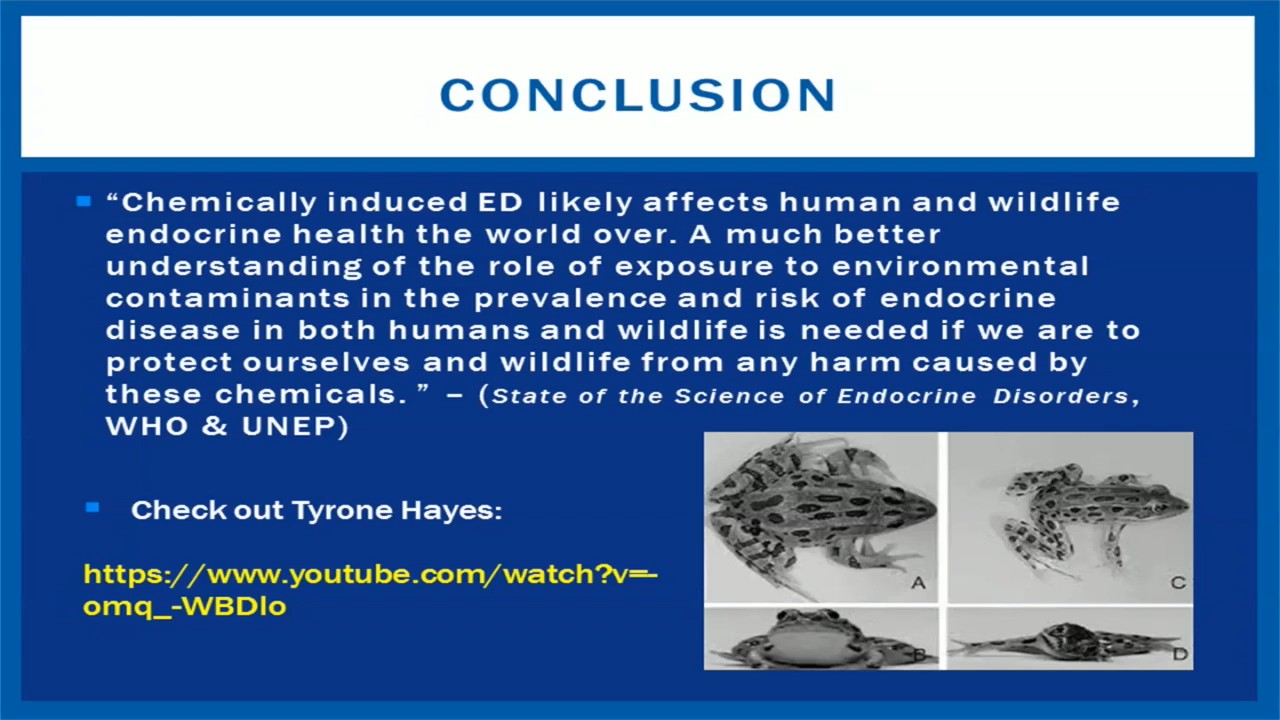 CONCLUSION
“Chemically induced ED likely affects human and wildlife
endocrine health the world over. A much better
understanding of the role of exposure to environmental
contaminants in the prevalence and risk of endocrine
disease in both humans and wildlife is needed if we are to
protect ourselves and wildlife from any harm caused by
these chemicals. ” – (State of the Science of Endocrine Disorders,
WHO & UNEP)
Check out Tyrone Hayes:
https://www.youtube.com/watch?v=-
omq_-WBDlo
A
C
B
D